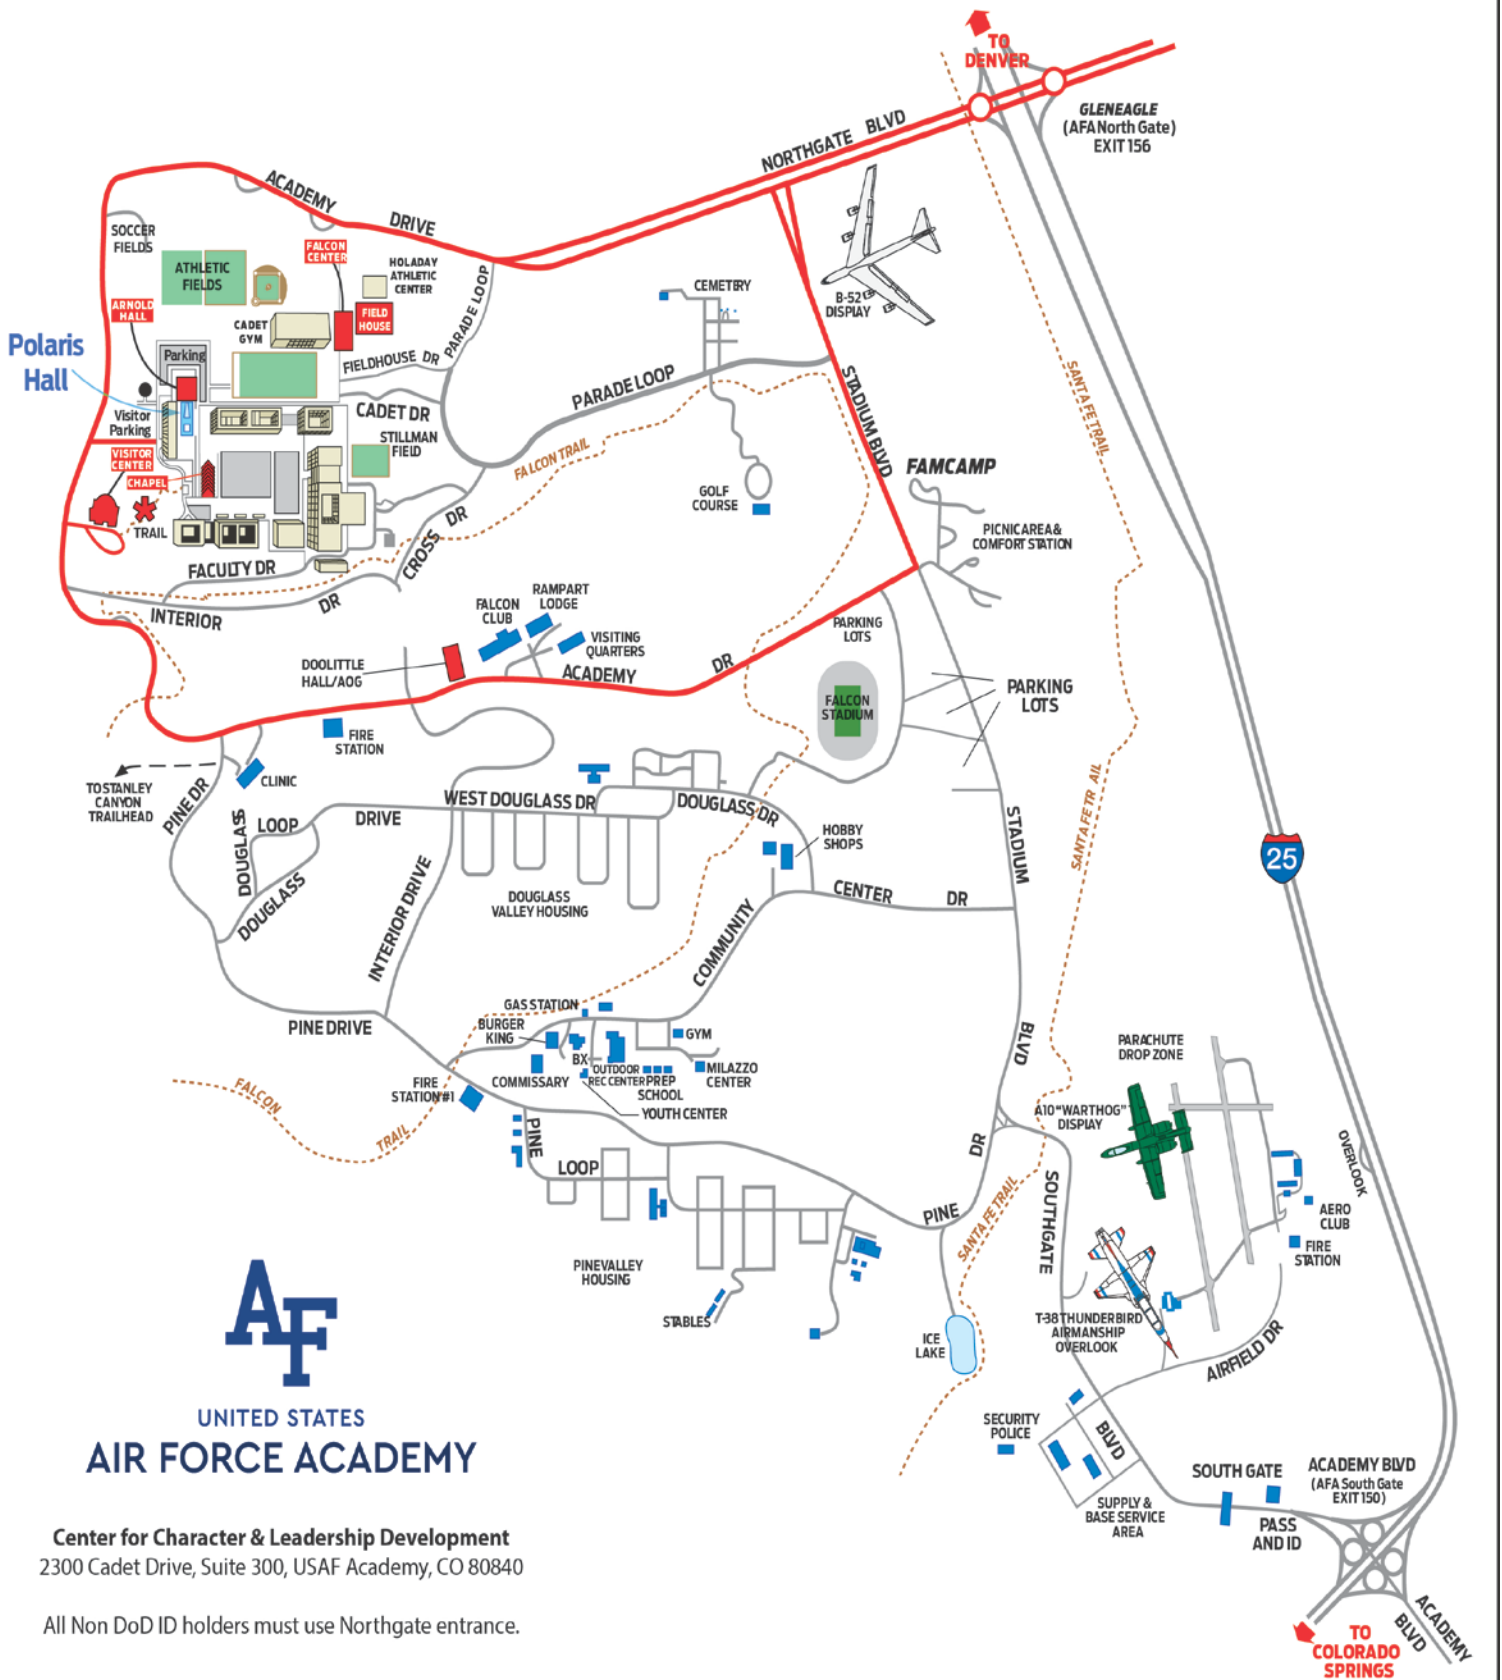 TO
DENVER
GLENEAGLE
(AFA North Gate)
EXIT 156
NORTHGATE BLVD
ACADEMY DRIVE
SOCCER
FIELDS
ATHLETIC
FIELDS
FALCON
CENTER
HOLADAY
ATHLETIC
CENTER
ARNOLD
HALL
FIELD
HOUSE
CADET
GYM
PARADE LOOP
FIELDHOUSE DR
Polaris
Hall
Parking
Visitor
Parking
CADET DR
STILLMAN
FIELD
VISITOR
CENTER
CHAPEL
TRAIL
CEMETERY
B-52
DISPLAY
PARADE LOOP
STADIUM BLVD
SANTA FE TRAIL
FALCON TRAIL
FAMCAMP
GOLF
COURSE
PICNIC AREA &
COMFORT STATION
CROSS DR
FACULTY DR
INTERIOR DR
RAMPART
LODGE
FALCON
CLUB
VISITING
QUARTERS
DOOLITTLE
HALL/AOG
ACADEMY DR
PARKING
LOTS
PARKING
LOTS
FALCON
STADIUM
FIRE
STATION
CLINIC
TO STANLEY
CANYON
TRAILHEAD
PINE DR
DOUGLASS
LOOP
DRIVE
WEST DOUGLASS DR
DOUGLASS DR
DOUGLASS
HOBBY
SHOPS
STADIUM
SANTA FE TR AIL
25
DOUGLASS
VALLEY HOUSING
CENTER DR
INTERIOR DRIVE
COMMUNITY
PINE DRIVE
GAS STATION
BURGER
KING
GYM
BX
OUTDOOR
REC CENTER
PREP
SCHOOL
MILAZZO
CENTER
COMMISSARY
YOUTH CENTER
FIRE
STATION #1
BLVD
PARACHUTE
DROP ZONE
A10 "WARTHOG"
DISPLAY
FALCON
TRAIL
PINE
LOOP
DR
PINE
SANTA FE TRAIL
SOUTHGATE
OVERLOOK
AERO
CLUB
FIRE
STATION
PINEVALLEY
HOUSING
STABLES
ICE
LAKE
T-38 THUNDERBIRD
AIRMANSHIP
OVERLOOK
AIRFIELD DR
SECURITY
POLICE
BLVD
SUPPLY &
BASE SERVICE
AREA
SOUTH GATE
ACADEMY BLVD
(AFA South Gate
EXIT 150)
PASS
AND ID
ACADEMY
BLVD
TO
COLORADO
SPRINGS
AF
UNITED STATES
AIR FORCE ACADEMY
Center for Character & Leadership Development
2300 Cadet Drive, Suite 300, USAF Academy, CO 80840
All Non DoD ID holders must use Northgate entrance.